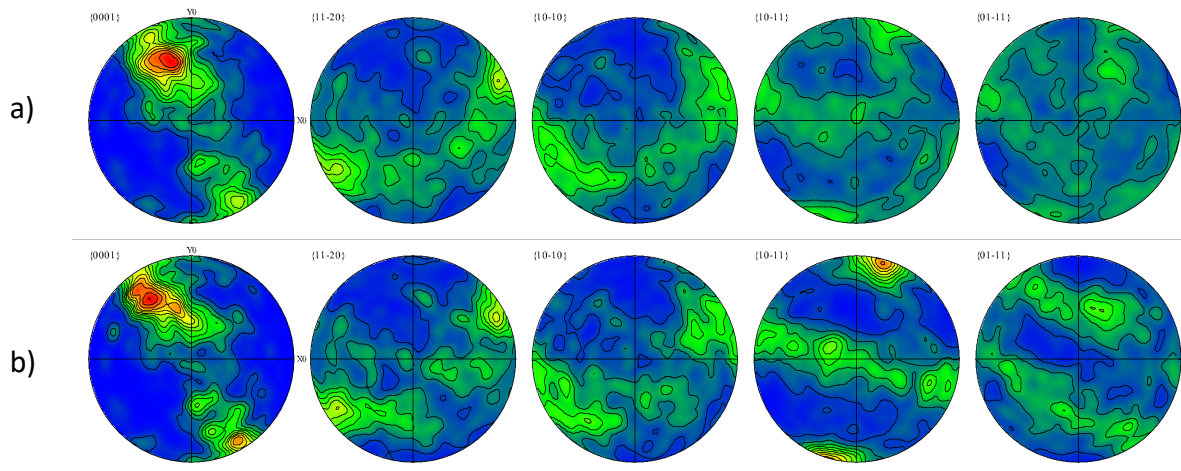 {0001} Y0 {11-20} {10-10} {10-11} {01-11}
a) X0
{0001} Y0 {11-20} {10-10} {10-11} {01-11}
b) X0